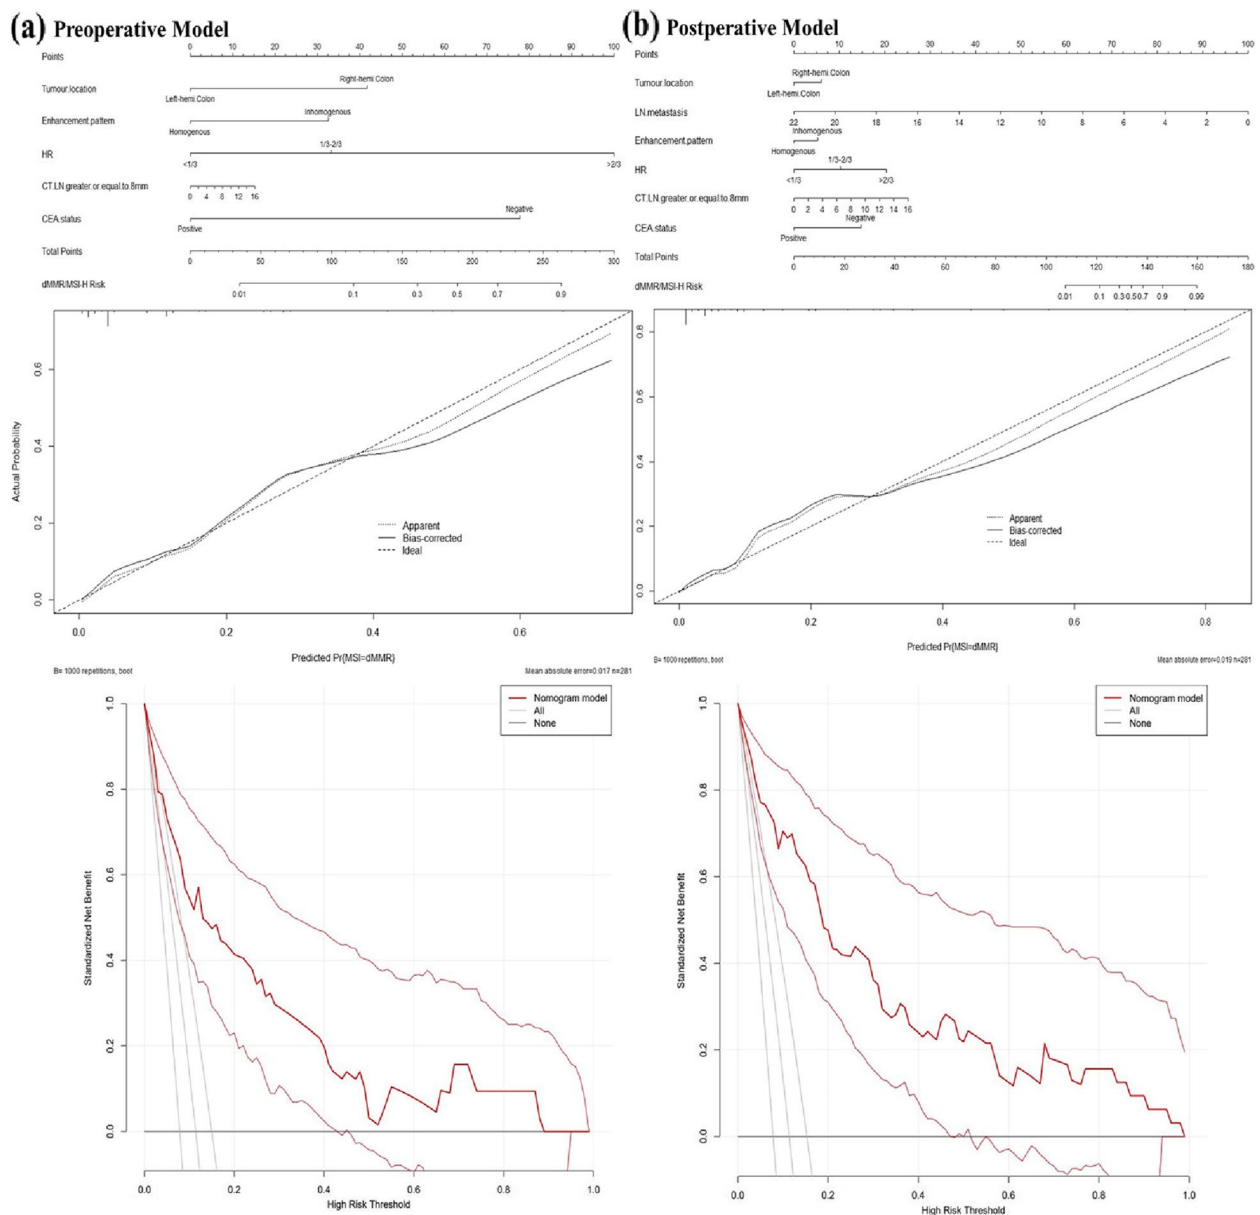 (a) Preoperative Model
0 10 20 30 40 50 60 70 80 90 100
Points
Right-hemi.Colon
Tumour.location
Left-hemi.Colon
Inhomogenous
Enhancement.pattern
Homogenous
1/3-2/3
HR
<1/3 >2/3
CT.LN.greater.or.equal.to.8mm
0 2 4 6 8 10 12 14 16
Negative
CEA.status
Positive
Total Points
0 50 100 150 200 250 300
dMMR/MSI-H Risk
0.01 0.1 0.3 0.5 0.7 0.9
(b) Postperative Model
0 10 20 30 40 50 60 70 80 90 100
Points
Right-hemi.Colon
Tumour.location
Left-hemi.Colon
LN.metastasis
22 20 18 16 14 12 10 8 6 4 2 0
Inhomogenous
Enhancement.pattern
Homogenous
1/3-2/3
HR
<1/3 >2/3
CT.LN.greater.or.equal.to.8mm
0 2 4 6 8 10 12 14 16
Negative
CEA.status
Positive
Total Points
0 20 40 60 80 100 120 140 160 180
dMMR/MSI-H Risk
0.01 0.1 0.3 0.5 0.7 0.9 0.99
0.6
0.4
0.2
0.0
Actual Probability
Apparent
Bias-corrected
Ideal
0.0 0.2 0.4 0.6
Predicted Pr{MSI=dMMR}
B= 1000 repetitions, boot
Mean absolute error=0.017 n=281
0.8
0.6
0.4
0.2
0.0
Apparent
Bias-corrected
Ideal
0.0 0.2 0.4 0.6 0.8
Predicted Pr{MSI=dMMR}
B= 1000 repetitions, boot
Mean absolute error=0.019 n=281
1.0
0.8
0.6
0.4
0.2
0.0
Standardized Net Benefit
Nomogram model
All
None
0.0 0.2 0.4 0.6 0.8 1.0
High Risk Threshold
1.0
0.8
0.6
0.4
0.2
0.0
Standardized Net Benefit
Nomogram model
All
None
0.0 0.2 0.4 0.6 0.8 1.0
High Risk Threshold